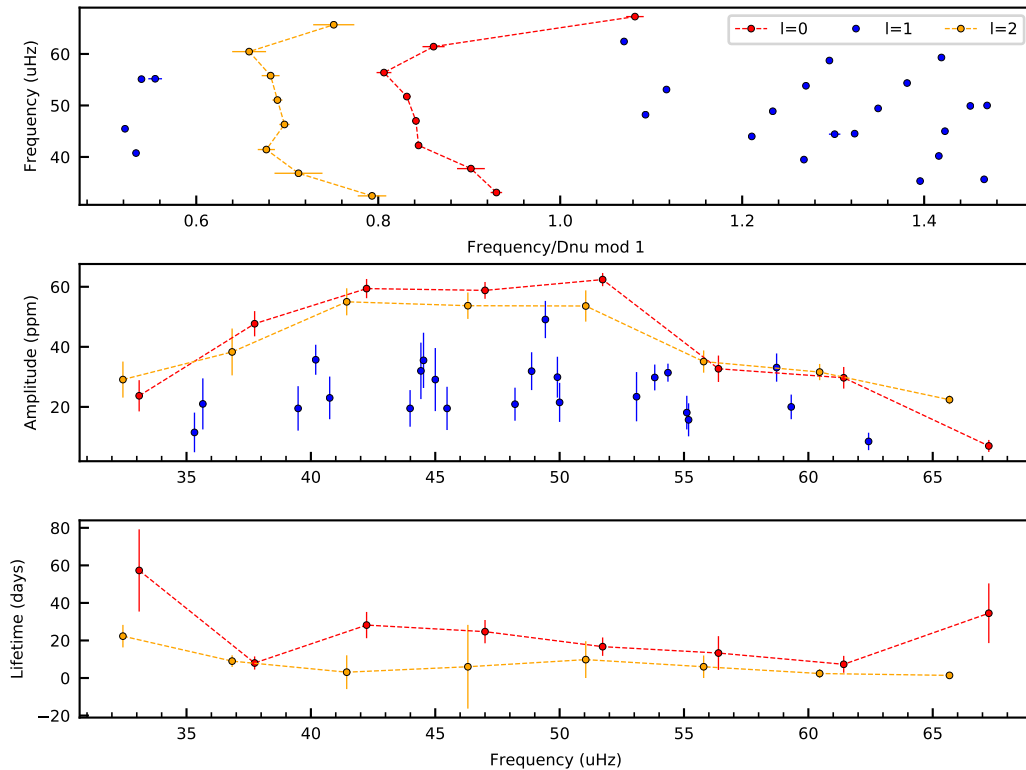 l=0 l=1 l=2
Frequency (uHz)
60
50
40
0.6 0.8 1.0 1.2 1.4
Frequency/Dnu mod 1
Amplitude (ppm)
60
40
20
35 40 45 50 55 60 65
Lifetime (days)
80
60
40
20
0
−20
35 40 45 50 55 60 65
Frequency (uHz)